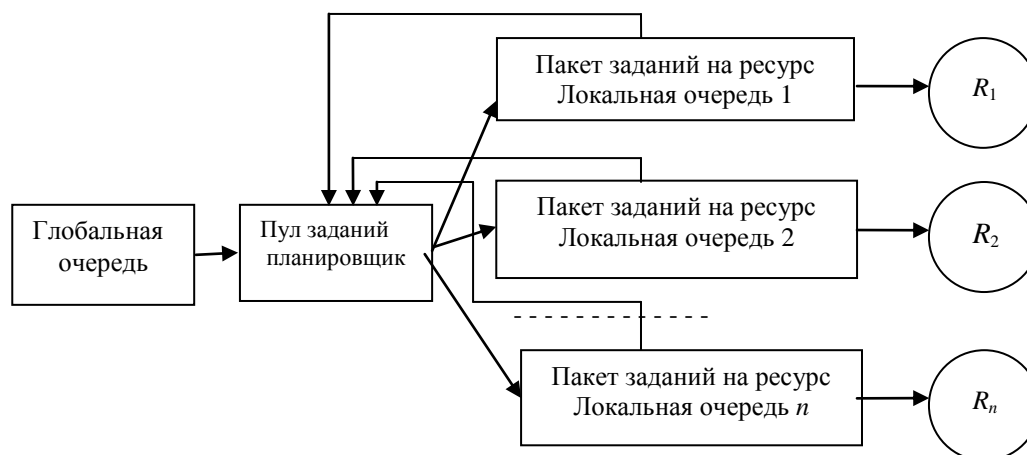 Пакет заданий на ресурс
Локальная очередь 1
R1
Глобальная
очередь
Пул заданий
планировщик
Пакет заданий на ресурс
Локальная очередь 2
R2
Пакет заданий на ресурс
Локальная очередь n
Rn